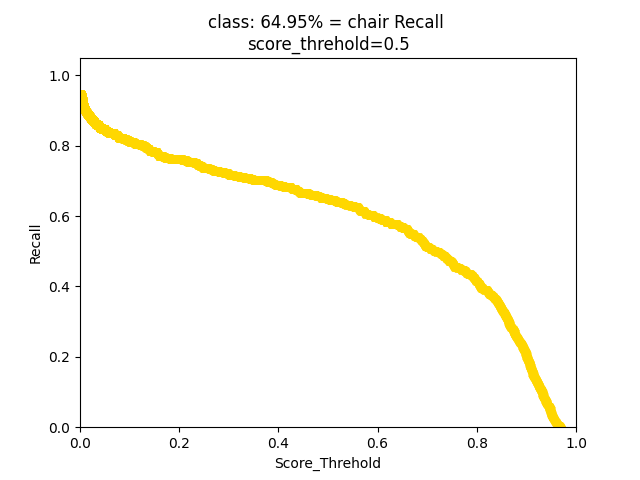 class: 64.95% = chair Recall
score_threhold=0.5
1.0
0.8
0.6
0.4
0.2
0.0
Recall
0.0 0.2 0.4 0.6 0.8 1.0
Score_Threhold